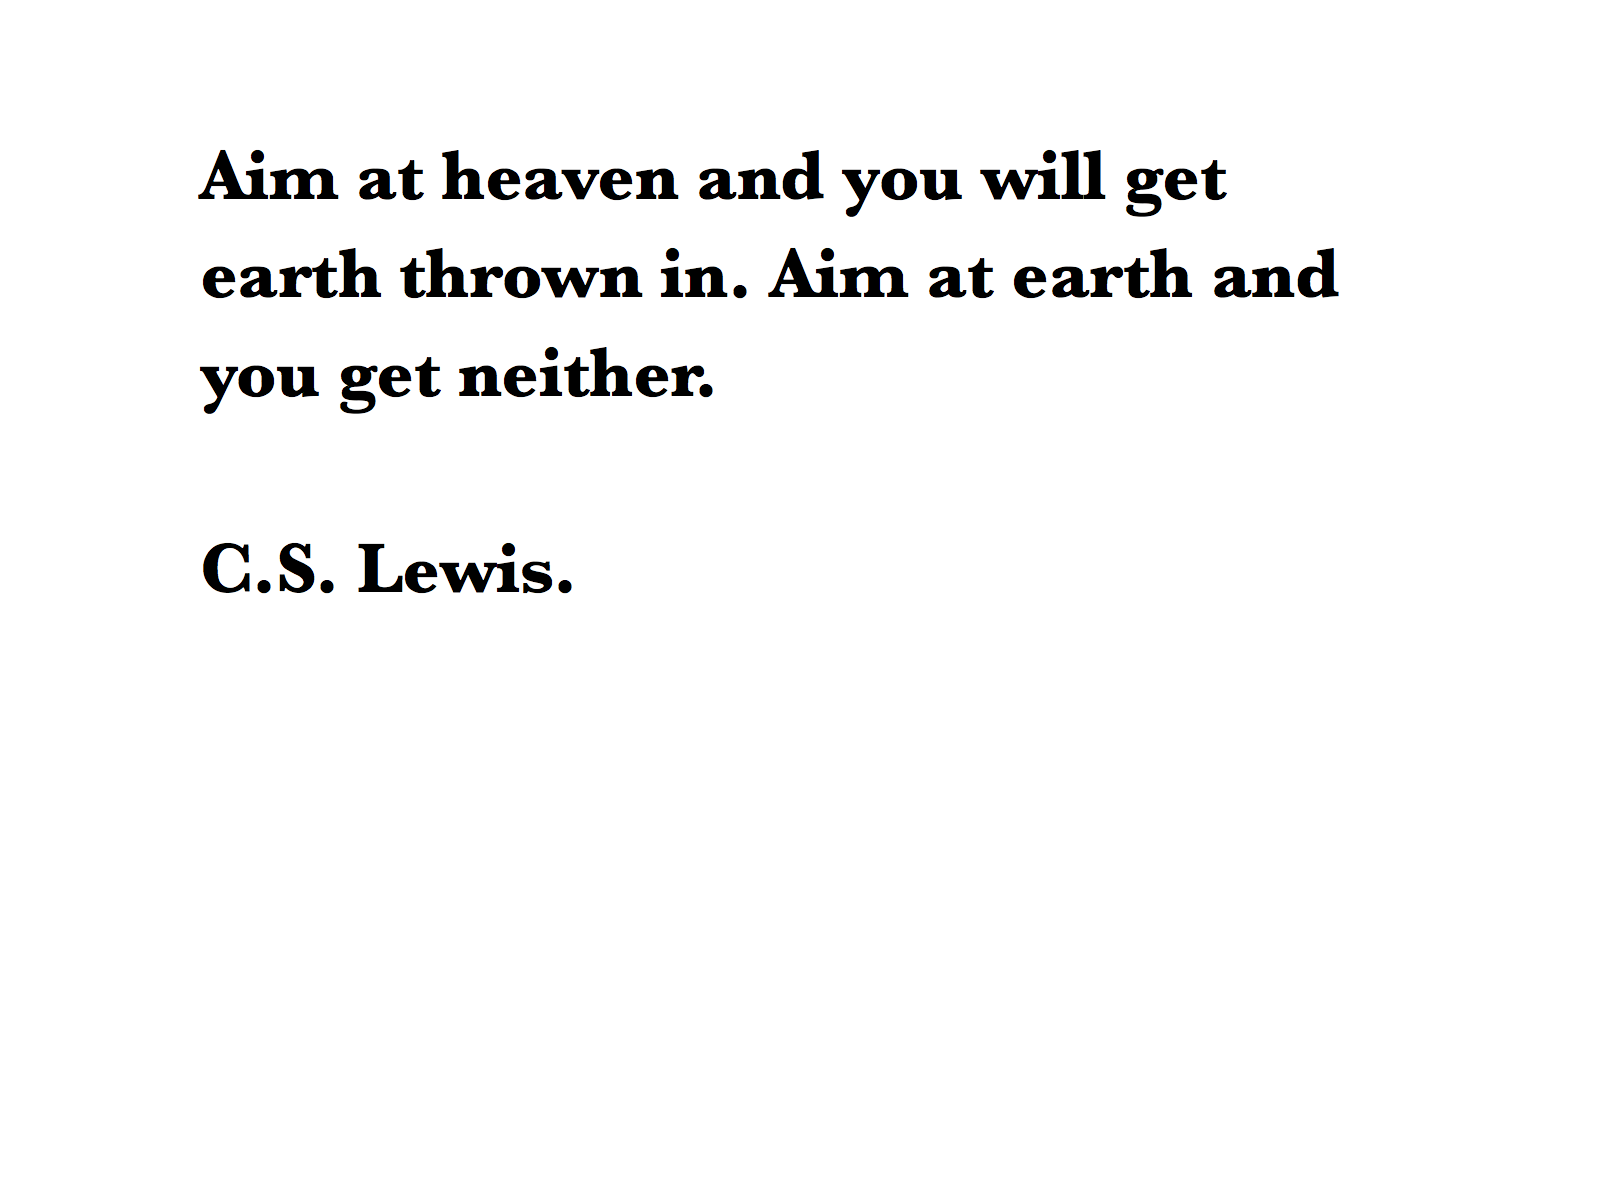 Aim at heaven and you will get
earth thrown in. Aim at earth and
you get neither.
C.S. Lewis.